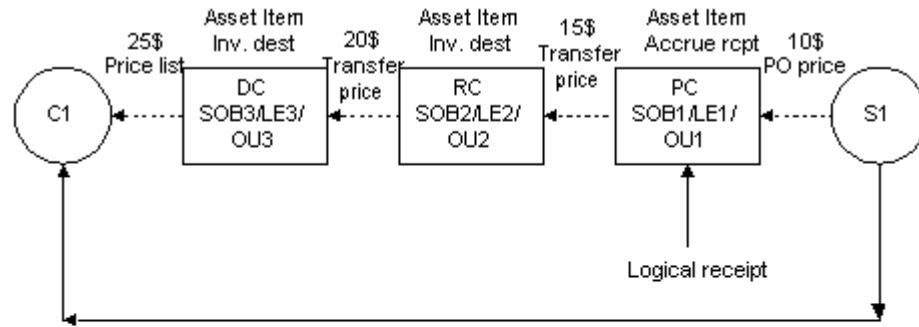 Asset Item
Inv. dest
Asset Item
Inv. dest
Asset Item
Accrue rcpt
25$
Price list
20$
Transfer
price
15$
Transfer
price
10$
PO price
C1
DC
SOB3/LE3/
OU3
RC
SOB2/LE2/
OU2
PC
SOB1/LE1/
OU1
S1
Logical receipt